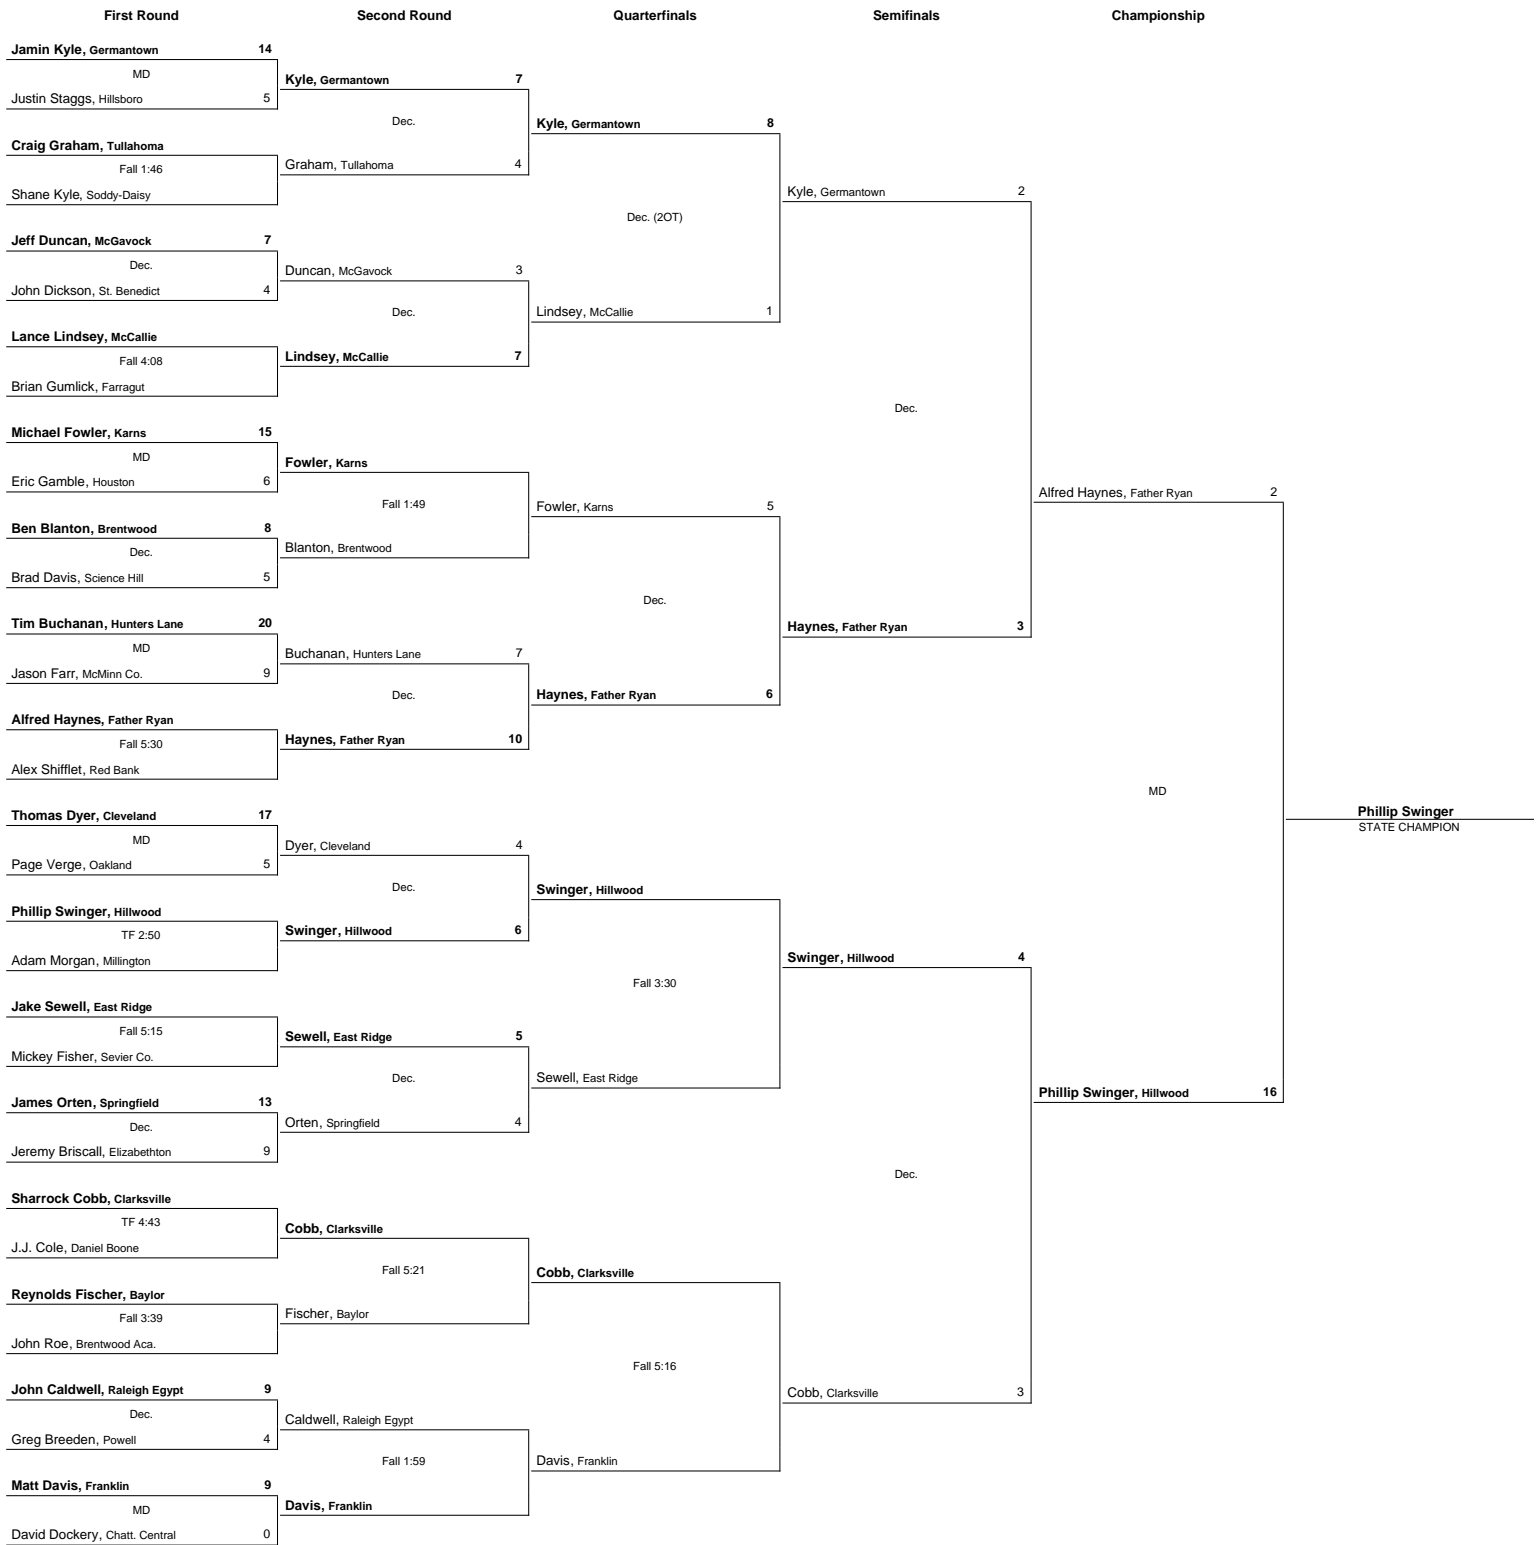 First Round
Second Round
Quarterfinals
Semifinals
Championship
Jamin Kyle, Germantown 14
MD
Justin Staggs, Hillsboro 5
Craig Graham, Tullahoma
Fall 1:46
Shane Kyle, Soddy-Daisy
Jeff Duncan, McGavock 7
Dec.
John Dickson, St. Benedict 4
Lance Lindsey, McCallie
Fall 4:08
Brian Gumlick, Farragut
Michael Fowler, Karns 15
MD
Eric Gamble, Houston 6
Ben Blanton, Brentwood 8
Dec.
Brad Davis, Science Hill 5
Tim Buchanan, Hunters Lane 20
MD
Jason Farr, McMinn Co. 9
Alfred Haynes, Father Ryan
Fall 5:30
Alex Shifflet, Red Bank
Thomas Dyer, Cleveland 17
MD
Page Verge, Oakland 5
Phillip Swinger, Hillwood
TF 2:50
Adam Morgan, Millington
Jake Sewell, East Ridge
Fall 5:15
Mickey Fisher, Sevier Co.
James Orten, Springfield 13
Dec.
Jeremy Briscall, Elizabethton 9
Sharrock Cobb, Clarksville
TF 4:43
J.J. Cole, Daniel Boone
Reynolds Fischer, Baylor
Fall 3:39
John Roe, Brentwood Aca.
John Caldwell, Raleigh Egypt 9
Dec.
Greg Breeden, Powell 4
Matt Davis, Franklin 9
MD
David Dockery, Chatt. Central 0
Kyle, Germantown 7
Dec.
Graham, Tullahoma 4
Duncan, McGavock 3
Dec.
Lindsey, McCallie 7
Fowler, Karns
Fall 1:49
Blanton, Brentwood
Buchanan, Hunters Lane 7
Dec.
Haynes, Father Ryan 10
Dyer, Cleveland 4
Dec.
Swinger, Hillwood 6
Sewell, East Ridge 5
Dec.
Orten, Springfield 4
Cobb, Clarksville
Fall 5:21
Fischer, Baylor
Caldwell, Raleigh Egypt
Fall 1:59
Davis, Franklin
Kyle, Germantown 8
Dec. (2OT)
Lindsey, McCallie 1
Fowler, Karns 5
Dec.
Haynes, Father Ryan 6
Swinger, Hillwood
Fall 3:30
Sewell, East Ridge
Cobb, Clarksville
Fall 5:16
Davis, Franklin
Kyle, Germantown 2
Dec.
Haynes, Father Ryan 3
Swinger, Hillwood 4
Dec.
Cobb, Clarksville 3
Alfred Haynes, Father Ryan 2
MD
Phillip Swinger, Hillwood 16
Phillip Swinger
STATE CHAMPION